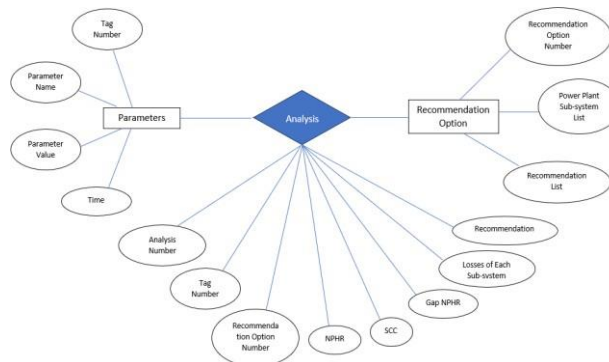 Tag
Number
Parameter
Name
Parameters
Parameter
Value
Time
Analysis
Recommendation
Option
Number
Recommendation
Option
Power Plant
Sub-system
List
Recommendation
List
Analysis
Number
Tag
Number
Recommenda
tion Option
Number
NPHR
SCC
Gap NPHR
Losses of Each
Sub-system
Recommendation